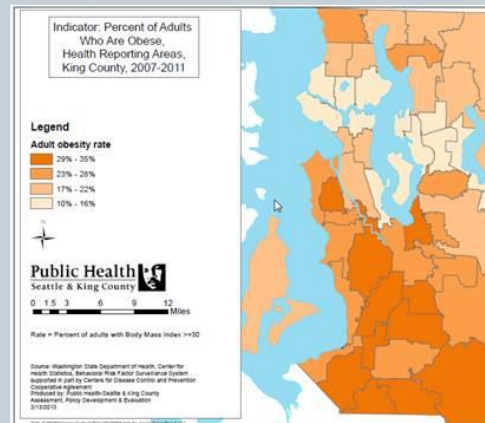 Indicator: Percent of Adults
Who Are Obese,
Health Reporting Areas,
King County, 2007-2011
Legend
Adult obesity rate
29% - 35%
23% - 28%
17% - 22%
10% - 16%
N
Public Health
Seattle & King County
0 1.5 3 6 9 12
Miles
Rate = Percent of adults with Body Mass Index >=30
Source: Washington State Department of Health, Center for
Health Statistics, Behavioral Risk Factor Surveillance System
supported in part by Centers for Disease Control and Prevention
Cooperative Agreement
Produced by: Public Health-Seattle & King County
Assessment, Policy Development & Evaluation